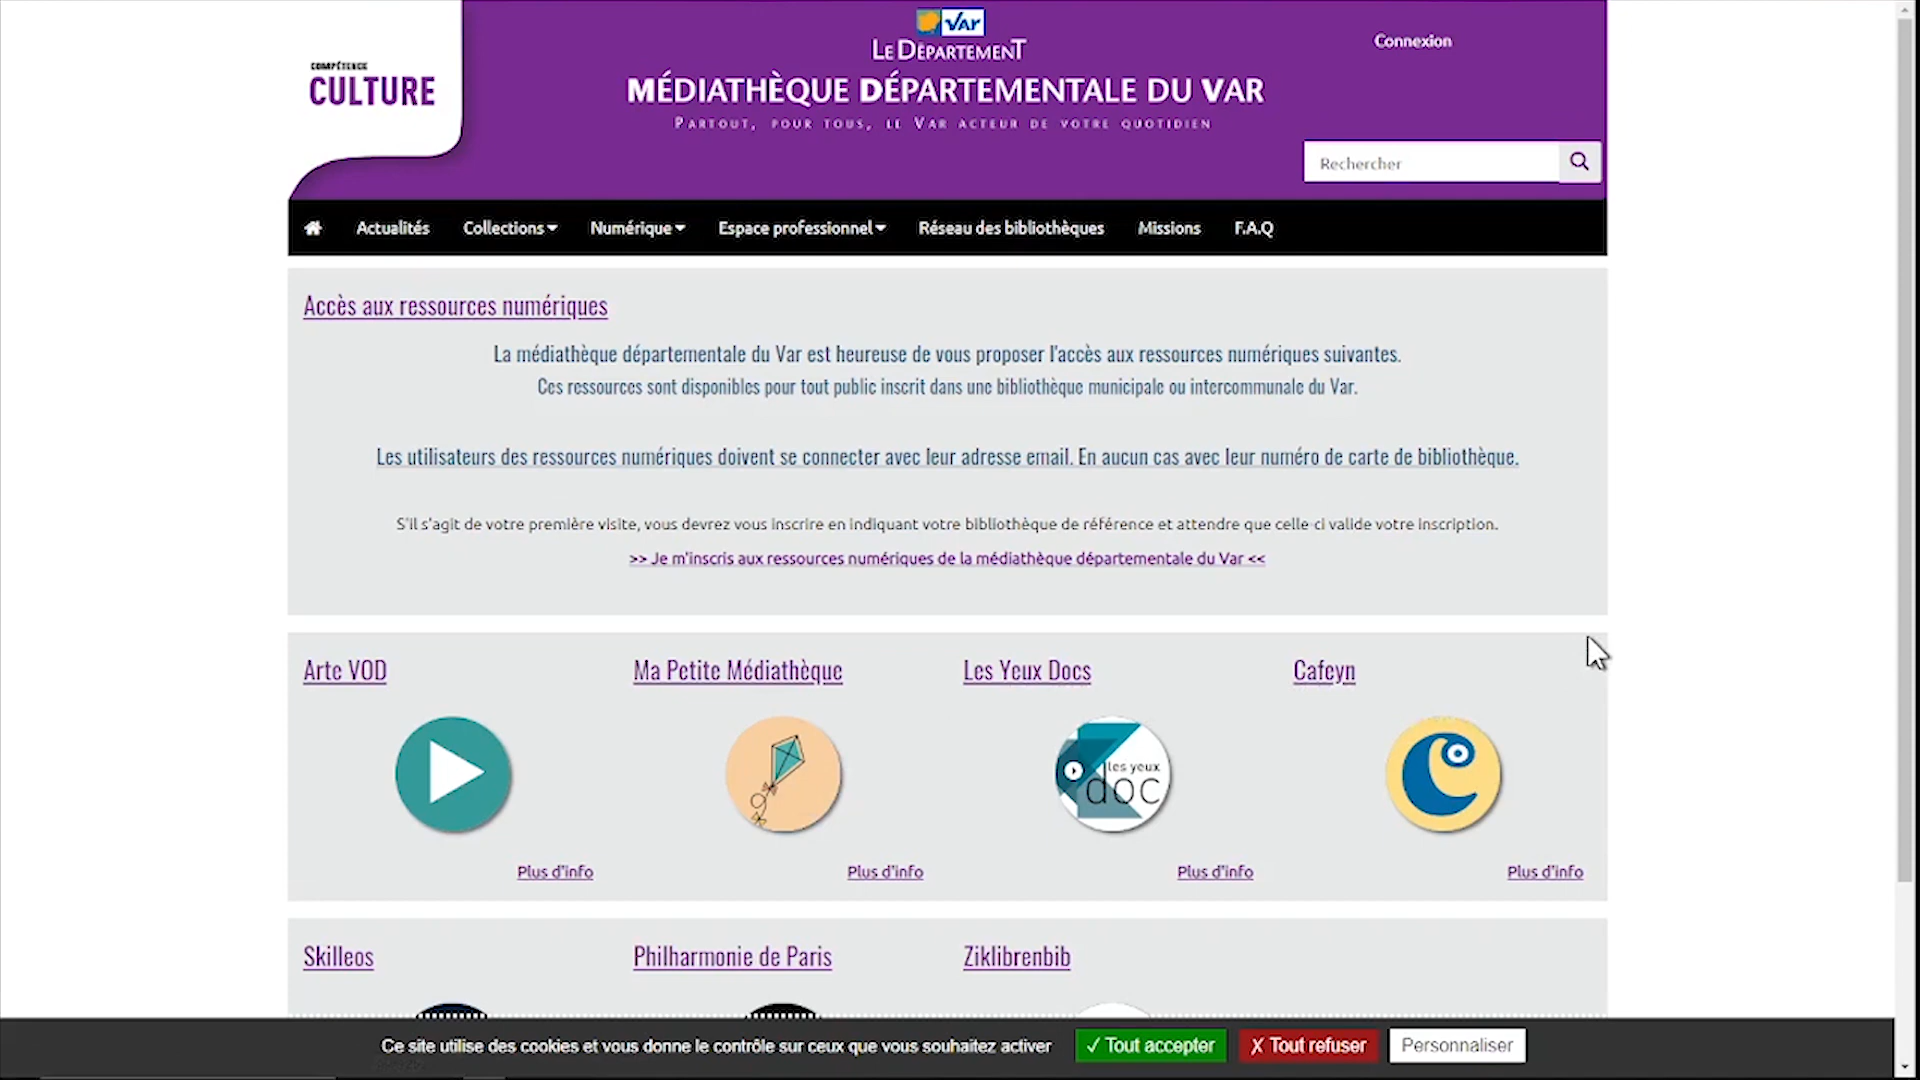 Var
LE DÉPARTEMENT
Connexion
COMPÉTENCE
CULTURE
MÉDIATHÈQUE DÉPARTEMENTALE DU VAR
PARTOUT, POUR TOUS, LE VAR ACTEUR DE VOTRE QUOTIDIEN
Rechercher
Actualités Collections Numérique Espace professionnel Réseau des bibliothèques Missions F.A.Q
Accès aux ressources numériques
La médiathèque départementale du Var est heureuse de vous proposer l'accès aux ressources numériques suivantes.
Ces ressources sont disponibles pour tout public inscrit dans une bibliothèque municipale ou intercommunale du Var.
Les utilisateurs des ressources numériques doivent se connecter avec leur adresse email. En aucun cas avec leur numéro de carte de bibliothèque.
S'il s'agit de votre première visite, vous devrez vous inscrire en indiquant votre bibliothèque de référence et attendre que celle-ci valide votre inscription.
>> Je m'inscris aux ressources numériques de la médiathèque départementale du Var <<
Arte VOD Ma Petite Médiathèque Les Yeux Docs Cafeyn
les yeux
doc
Plus d'info Plus d'info Plus d'info Plus d'info
Skilleos Philharmonie de Paris Ziklibrenbib
Ce site utilise des cookies et vous donne le contrôle sur ceux que vous souhaitez activer ✓ Tout accepter ✗ Tout refuser Personnaliser